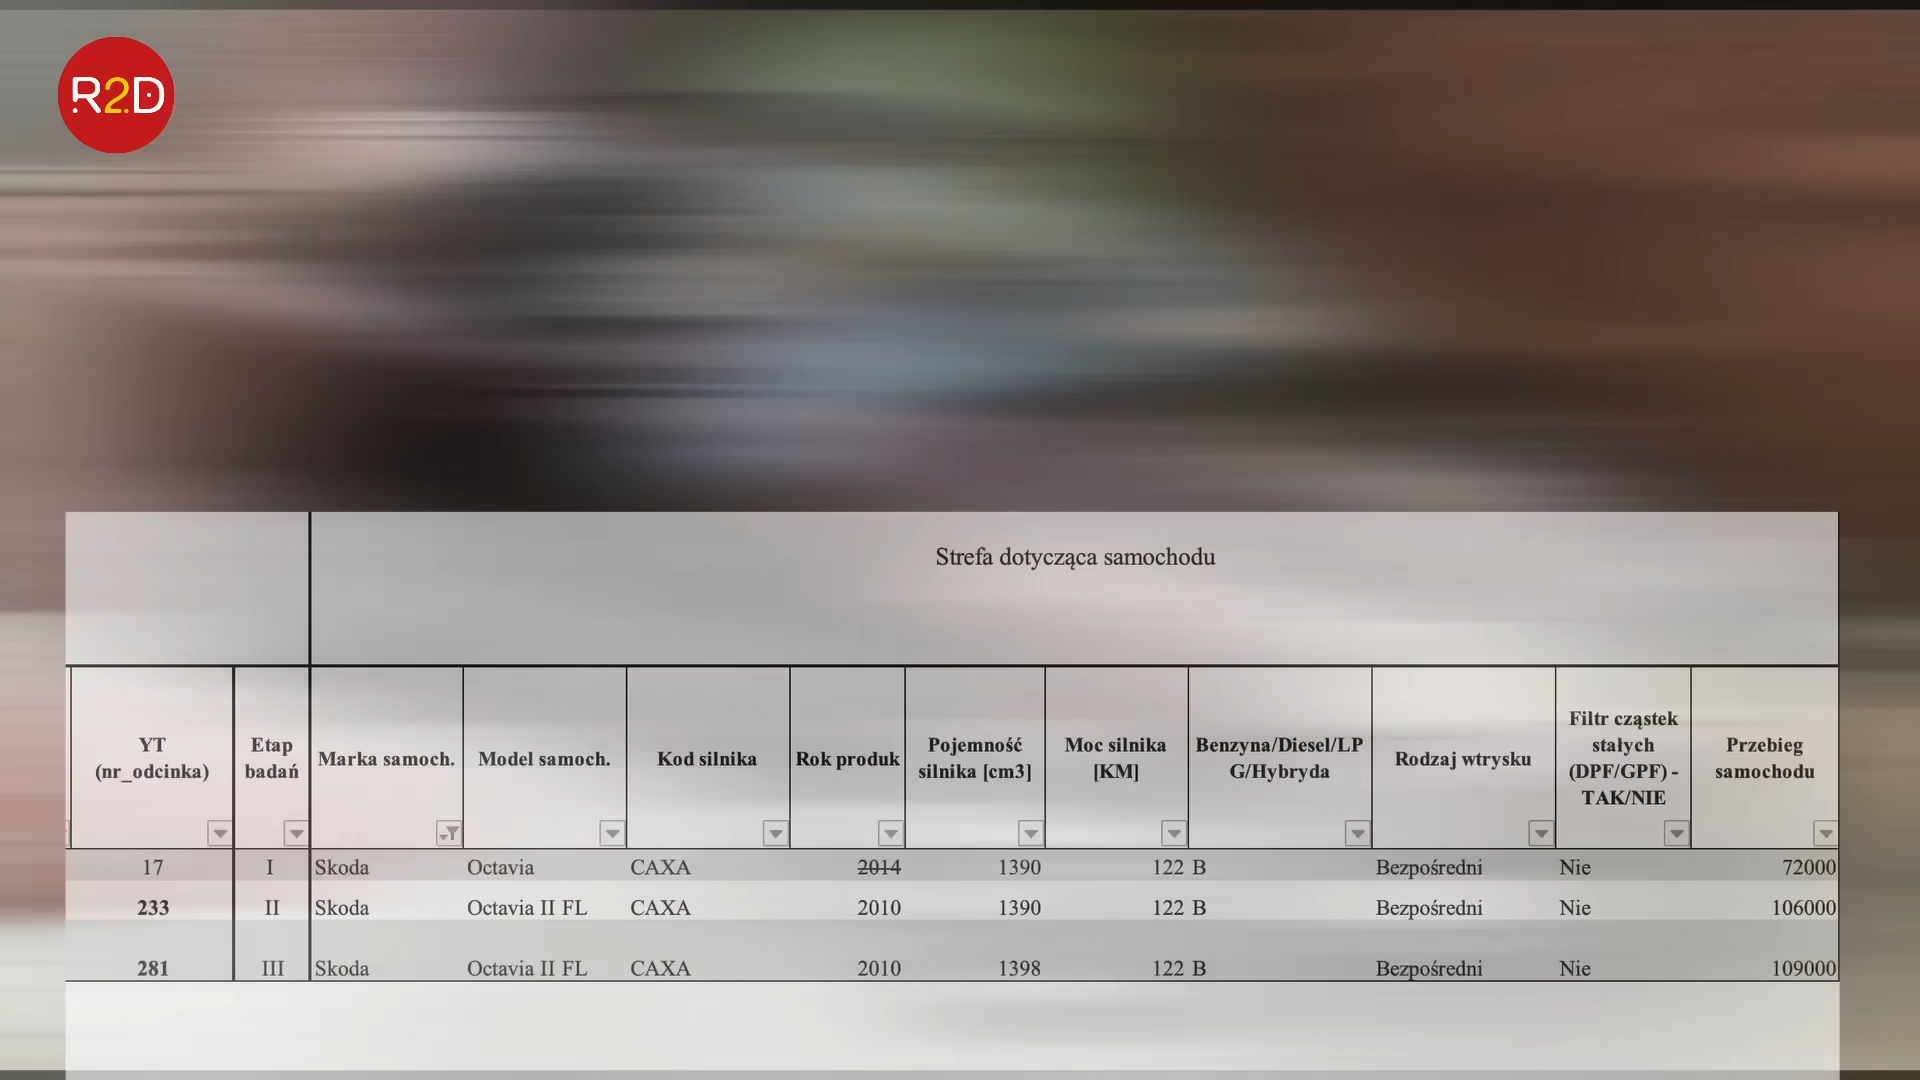 R2D
Strefa dotycząca samochodu
YT
(nr_odcinka)
Etap
badań
Marka samoch.
Model samoch.
Kod silnika
Rok produk
Pojemność
silnika [cm3]
Moc silnika
[KM]
Benzyna/Diesel/LP
G/Hybryda
Rodzaj wtrysku
Filtr cząstek
stałych
(DPF/GPF) -
TAK/NIE
Przebieg
samochodu
17 I Skoda Octavia CAXA 2014 1390 122 B Bezpośredni Nie 72000
233 II Skoda Octavia II FL CAXA 2010 1390 122 B Bezpośredni Nie 106000
281 III Skoda Octavia II FL CAXA 2010 1398 122 B Bezpośredni Nie 109000